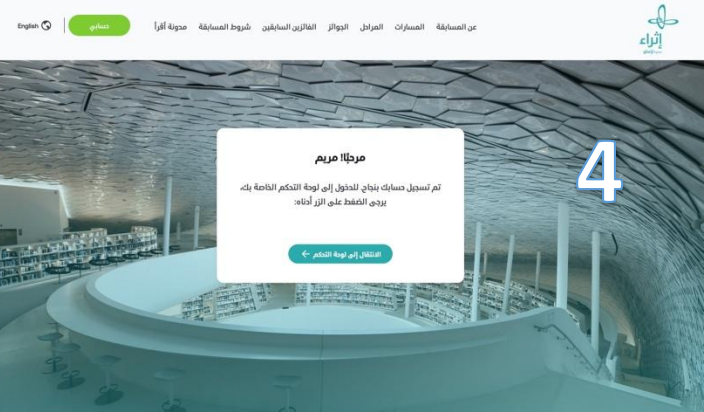 إثراء
عن المسابقة
المسارات
المراحل
الجوائز
الفائزين السابقين
شروط المسابقة
مدونة أقرأ
حسابي
English
4
مرحبًا! مريم
تم تسجيل حسابك بنجاح. للدخول إلى لوحة التحكم الخاصة بك،
يرجى الضغط على الزر أدناه:
الانتقال إلى لوحة التحكم ←